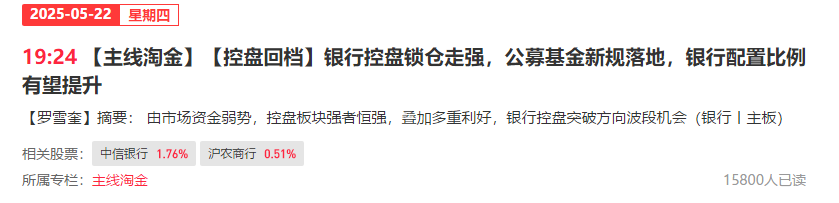 2025-05-22 星期四
19:24 【主线淘金】【控盘回档】银行控盘锁仓走强，公募基金新规落地，银行配置比例
有望提升
【罗雪奎】摘要： 由市场资金弱势，控盘板块强者恒强，叠加多重利好，银行控盘突破方向波段机会（银行丨主板）
相关股票： 中信银行 1.76% 沪农商行 0.51%
所属专栏：主线淘金 15800人已读